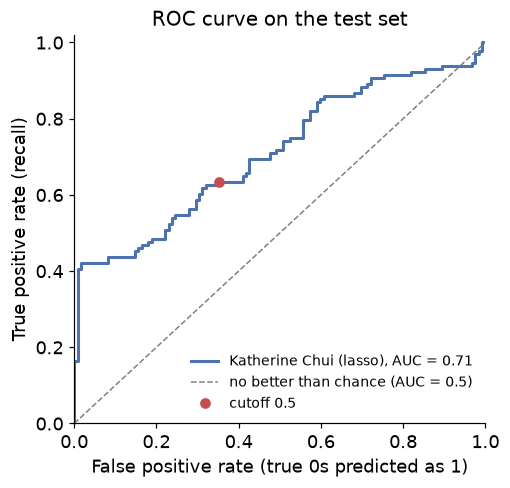 ROC curve on the test set
True positive rate (recall)
1.0
0.8
0.6
0.4
0.2
0.0
Katherine Chui (lasso), AUC = 0.71
no better than chance (AUC = 0.5)
cutoff 0.5
0.0 0.2 0.4 0.6 0.8 1.0
False positive rate (true 0s predicted as 1)